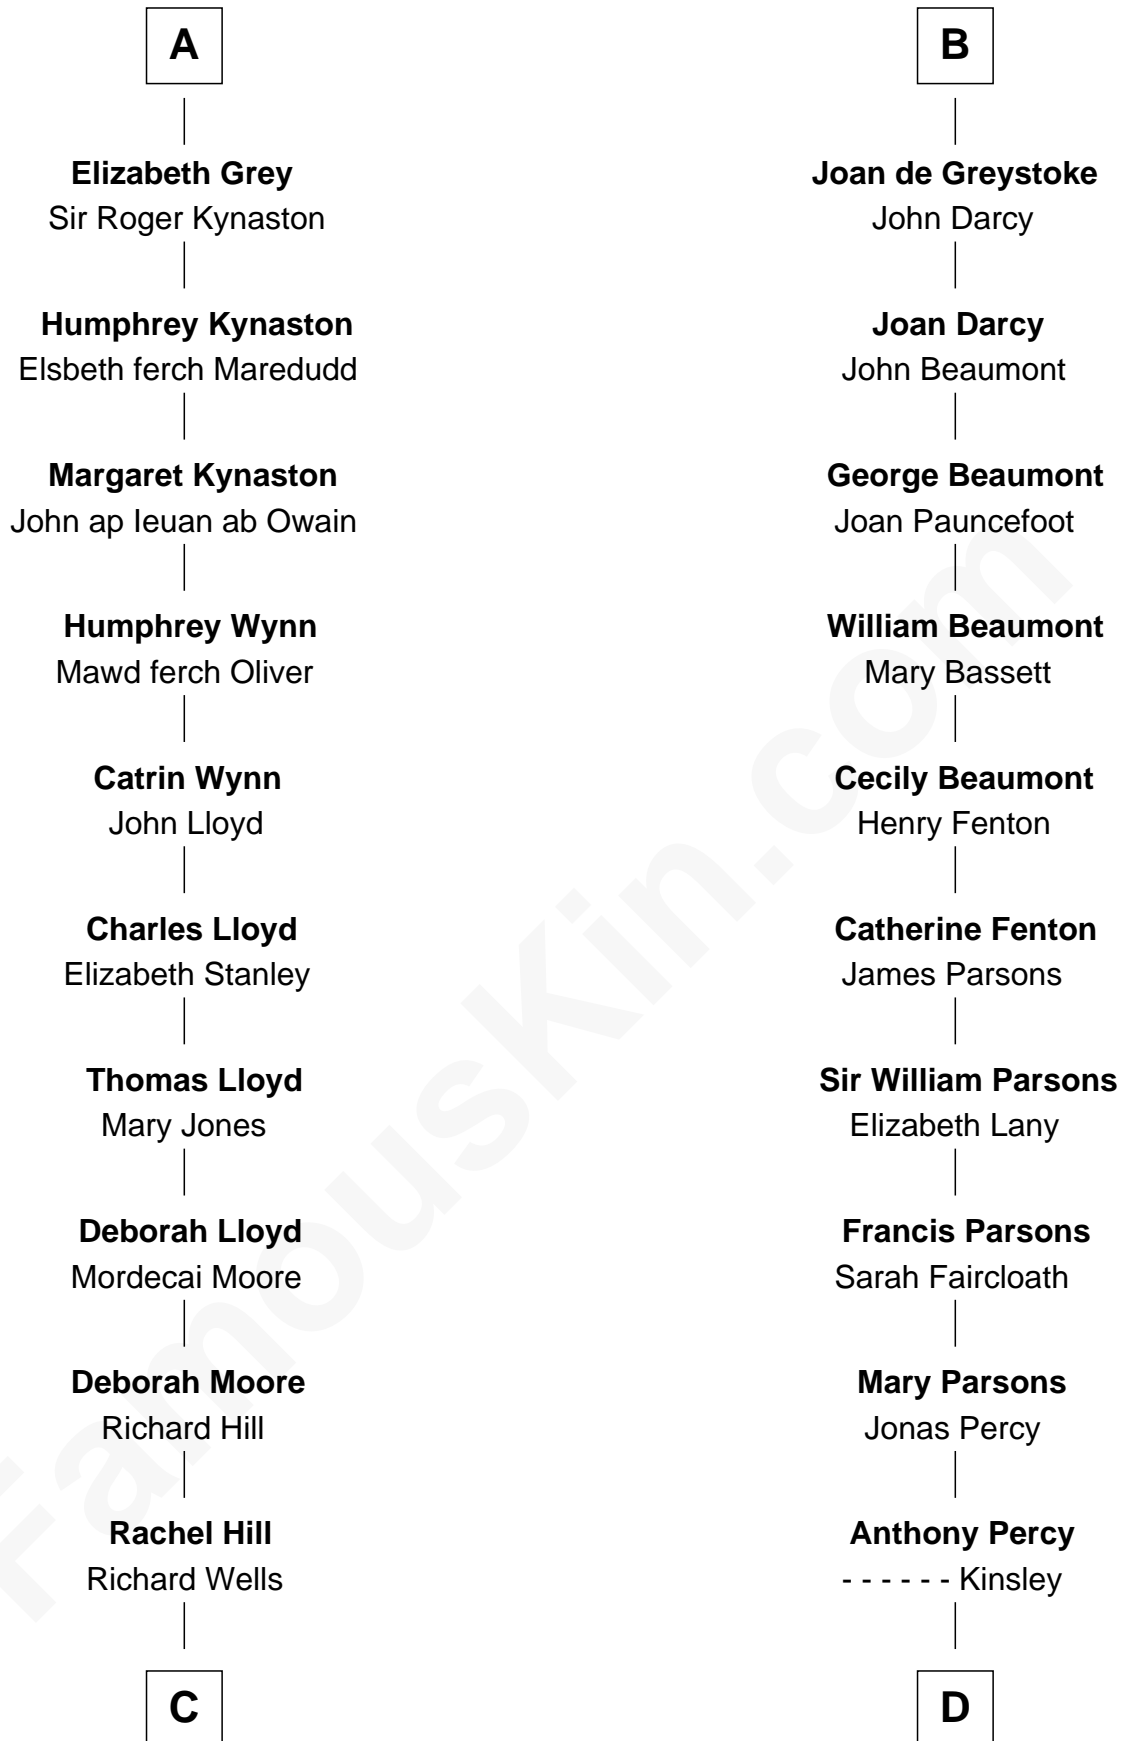 A
Elizabeth Grey
Sir Roger Kynaston
Humphrey Kynaston
Elsbeth ferch Maredudd
Margaret Kynaston
John ap Ieuan ab Owain
Humphrey Wynn
Mawd ferch Oliver
Catrin Wynn
John Lloyd
Charles Lloyd
Elizabeth Stanley
Thomas Lloyd
Mary Jones
Deborah Lloyd
Mordecai Moore
Deborah Moore
Richard Hill
Rachel Hill
Richard Wells
C
B
Joan de Greystoke
John Darcy
Joan Darcy
John Beaumont
George Beaumont
Joan Pauncefoot
William Beaumont
Mary Bassett
Cecily Beaumont
Henry Fenton
Catherine Fenton
James Parsons
Sir William Parsons
Elizabeth Lany
Francis Parsons
Sarah Faircloath
Mary Parsons
Jonas Percy
Anthony Percy
- - - - - - Kinsley
D
FamousKin.com